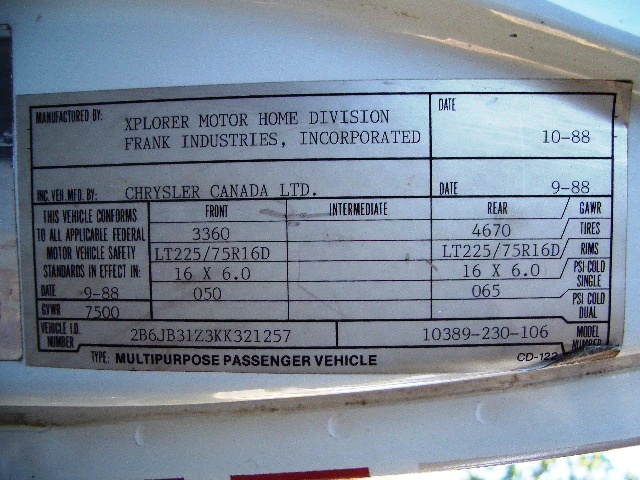 MANUFACTURED BY: XPLORER MOTOR HOME DIVISION DATE
FRANK INDUSTRIES, INCORPORATED 10-88
INC. VEH. MFD. BY: CHRYSLER CANADA LTD. DATE 9-88
THIS VEHICLE CONFORMS FRONT INTERMEDIATE REAR GAWR
TO ALL APPLICABLE FEDERAL 3360 4670 TIRES
MOTOR VEHICLE SAFETY LT225/75R16D LT225/75R16D RIMS
STANDARDS IN EFFECT IN: 16 X 6.0 16 X 6.0 PSI COLD SINGLE
DATE 9-88 050 065 PSI COLD DUAL
GVWR 7500
VEHICLE I.D. NUMBER 2B6JB31Z3KK321257 10389-230-106 MODEL NUMBER
TYPE: MULTIPURPOSE PASSENGER VEHICLE CD-122